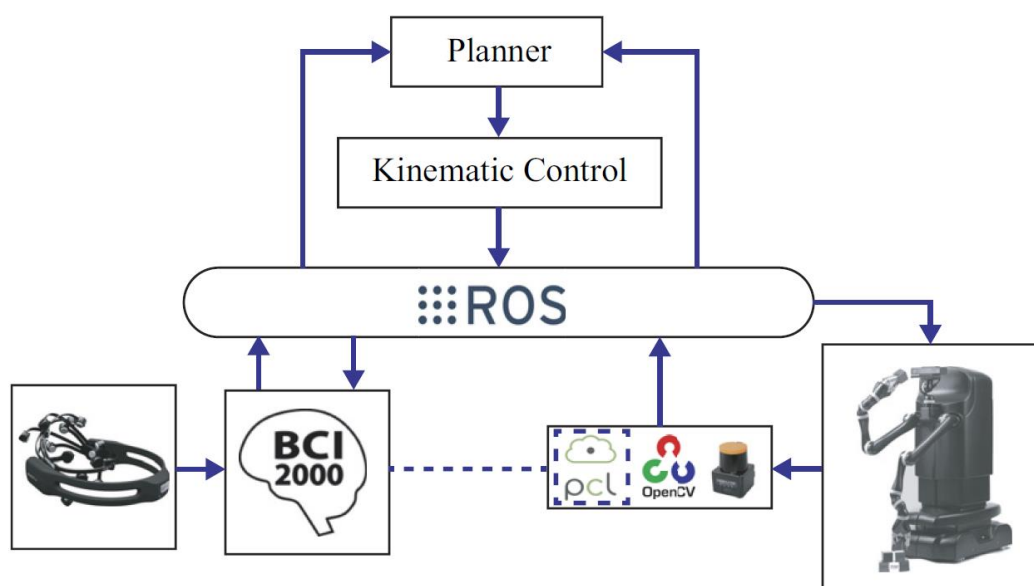 Planner
Kinematic Control
ROS
BCI
2000
pcl
OpenCV